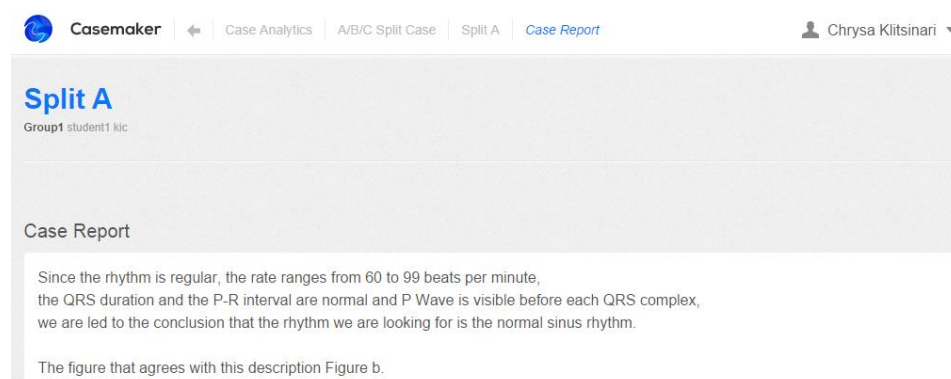 Casemaker Case Analytics A/B/C Split Case Split A Case Report Chrysa Klitsinari
Split A
Group1 student1 kic
Case Report
Since the rhythm is regular, the rate ranges from 60 to 99 beats per minute,
the QRS duration and the P-R interval are normal and P Wave is visible before each QRS complex,
we are led to the conclusion that the rhythm we are looking for is the normal sinus rhythm.
The figure that agrees with this description Figure b.